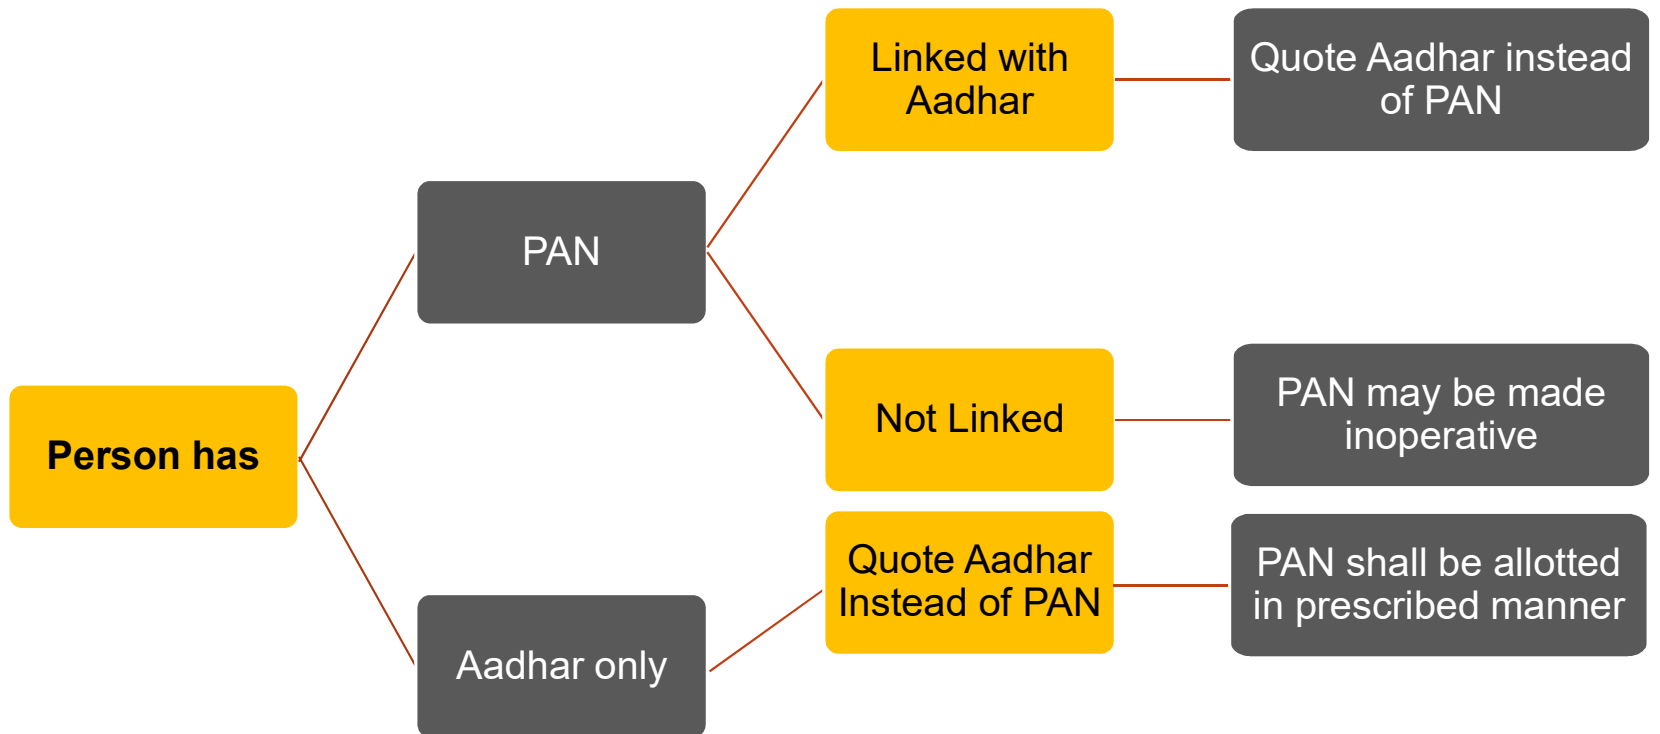 Person has
PAN
Linked with
Aadhar
Quote Aadhar instead
of PAN
Not Linked
PAN may be made
inoperative
Aadhar only
Quote Aadhar
Instead of PAN
PAN shall be allotted
in prescribed manner